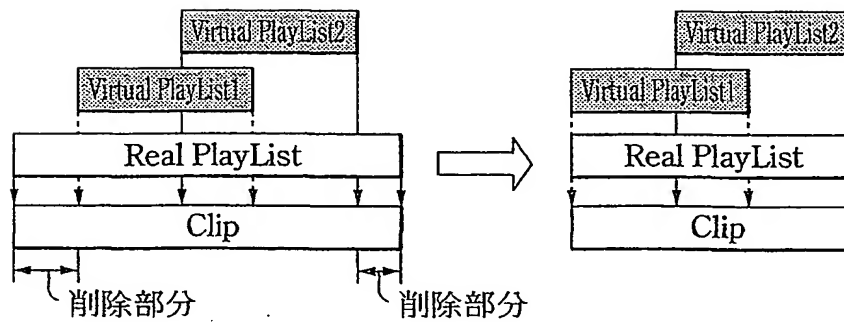 Virtual PlayList2
Virtual PlayList1
Real PlayList
Clip
削除部分
削除部分
Virtual PlayList2
Virtual PlayList1
Real PlayList
Clip